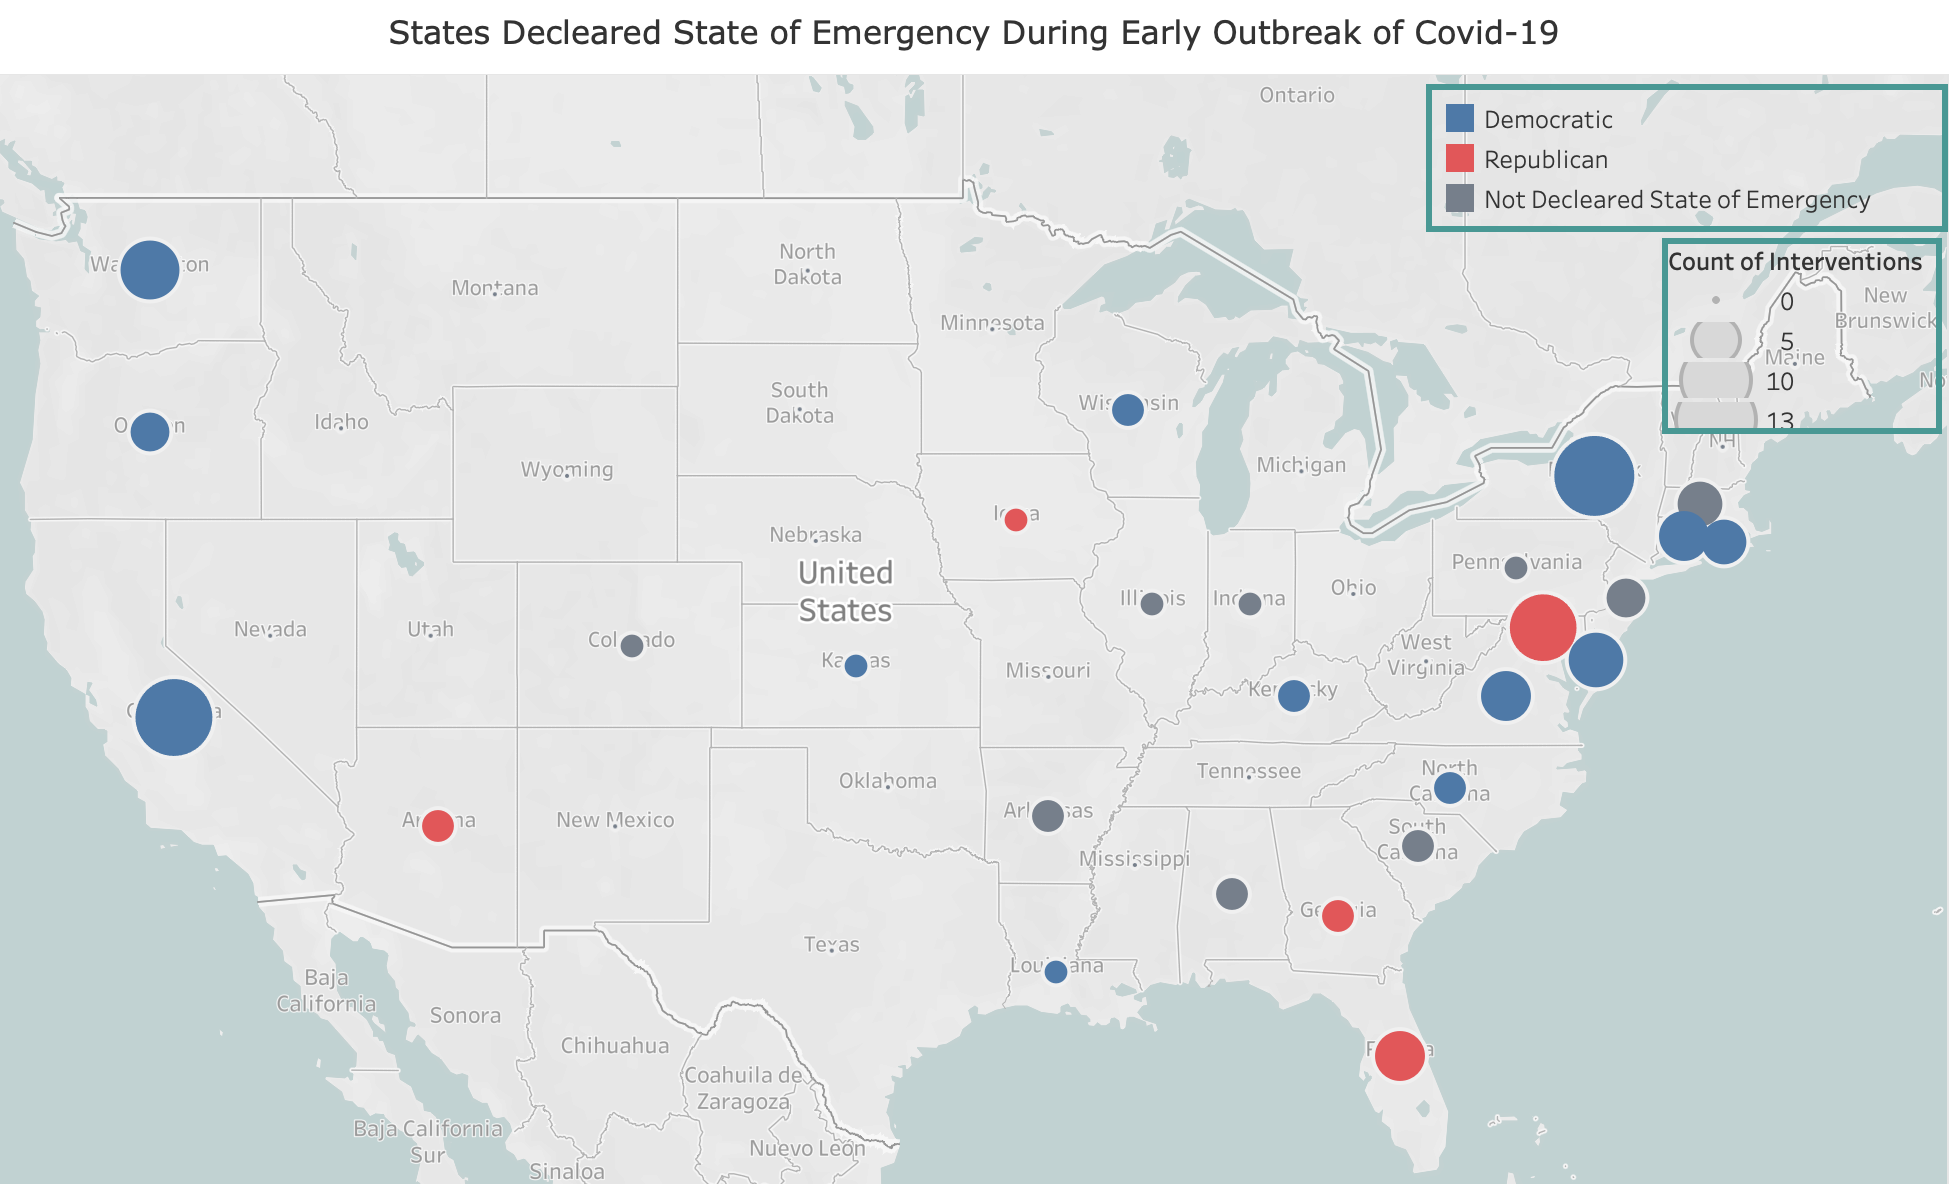 States Decleared State of Emergency During Early Outbreak of Covid-19
Ontario
Democratic
Republican
Not Decleared State of Emergency
Count of Interventions
0
5
10
13
New
Brunswick
Maine
No
NH
North
Dakota
Montana
Minnesota
South
Dakota
Idaho
Wyoming
Michigan
Nebraska
United
States
Ohio
Nevada
Utah
West
Virginia
Missouri
Tennessee
North
Oklahoma
New Mexico
South
Mississippi
Texas
Baja
California
Sonora
Chihuahua
Coahuila de
Zaragoza
Baja California
Sur
Nuevo León
Sinaloa